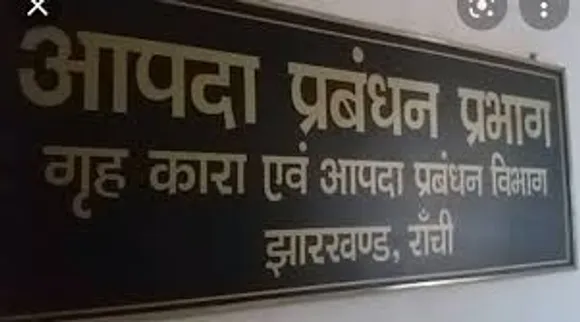 आपदा प्रबंधन प्रभाग
गृह कारा एवं आपदा प्रबंधन विभाग
झारखण्ड, राँची